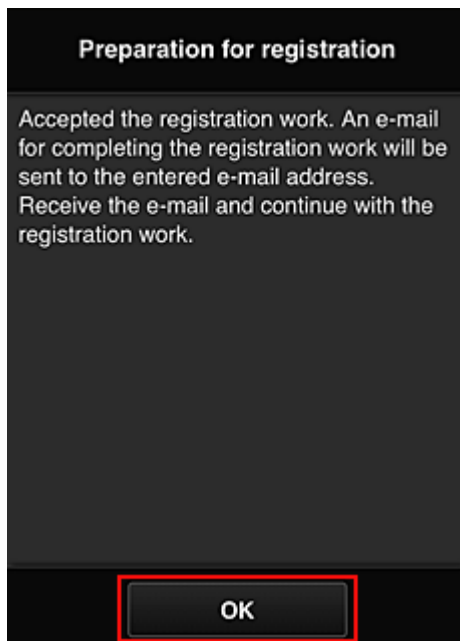 Preparation for registration
Accepted the registration work. An e-mail
for completing the registration work will be
sent to the entered e-mail address.
Receive the e-mail and continue with the
registration work.
OK